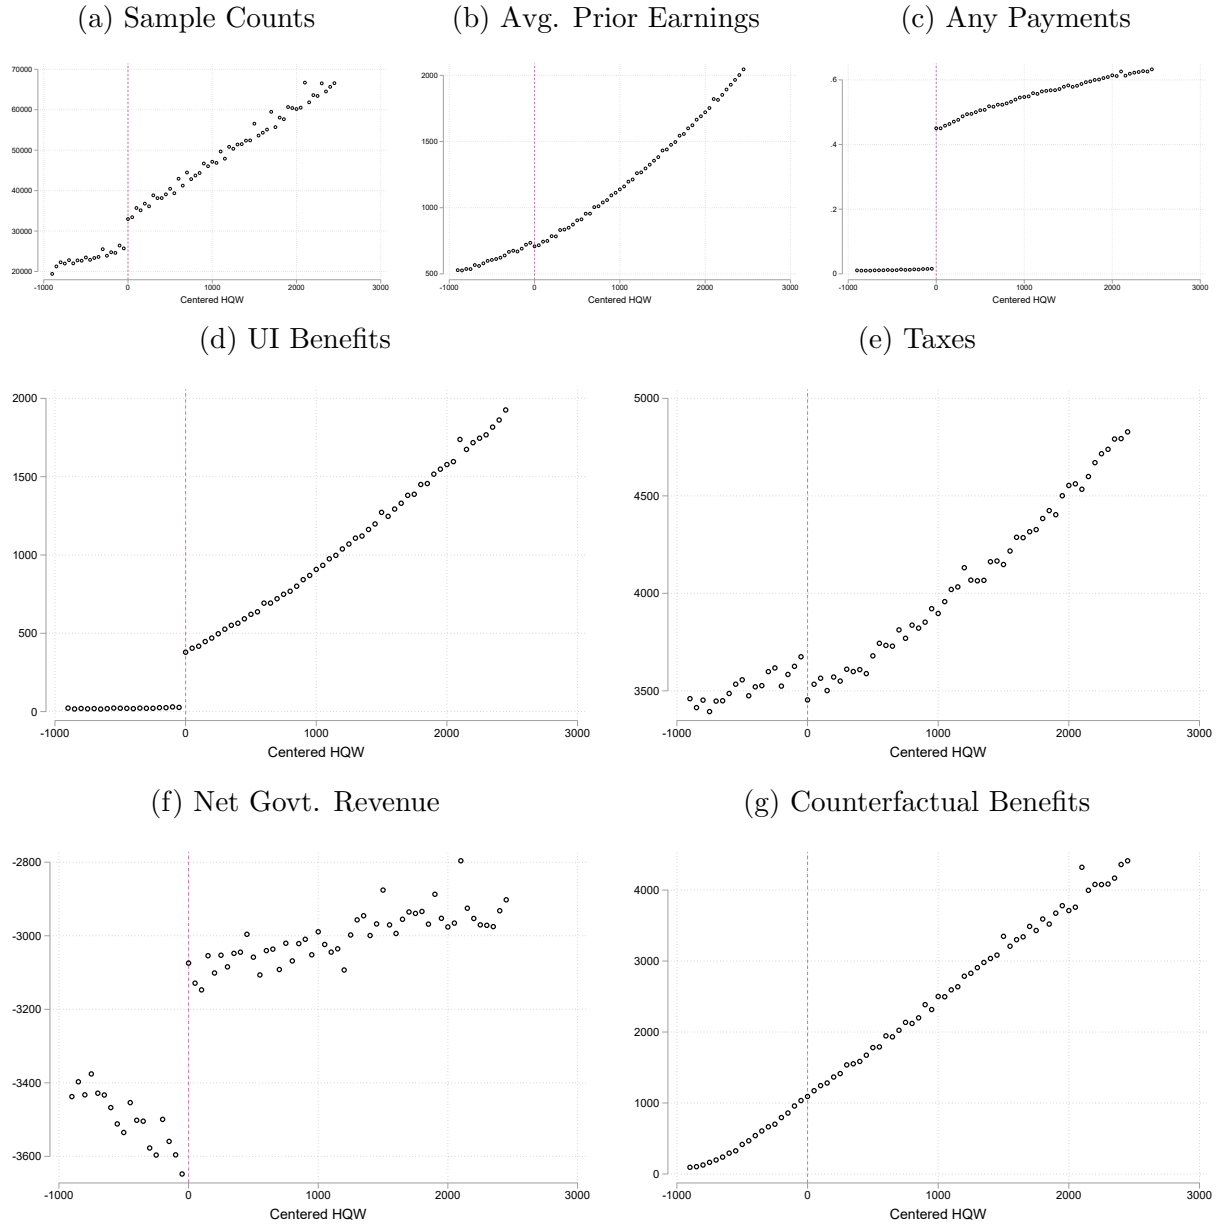 (a) Sample Counts
(b) Avg. Prior Earnings
(c) Any Payments
70000
60000
50000
40000
30000
20000
-1000 0 1000 2000 3000
Centered HQW
2000
1500
1000
500
-1000 0 1000 2000 3000
Centered HQW
.6
.4
.2
0
-1000 0 1000 2000 3000
Centered HQW
(d) UI Benefits
(e) Taxes
2000
1500
1000
500
0
-1000 0 1000 2000 3000
Centered HQW
5000
4500
4000
3500
-1000 0 1000 2000 3000
Centered HQW
(f) Net Govt. Revenue
(g) Counterfactual Benefits
-2800
-3000
-3200
-3400
-3600
-1000 0 1000 2000 3000
Centered HQW
4000
3000
2000
1000
0
-1000 0 1000 2000 3000
Centered HQW